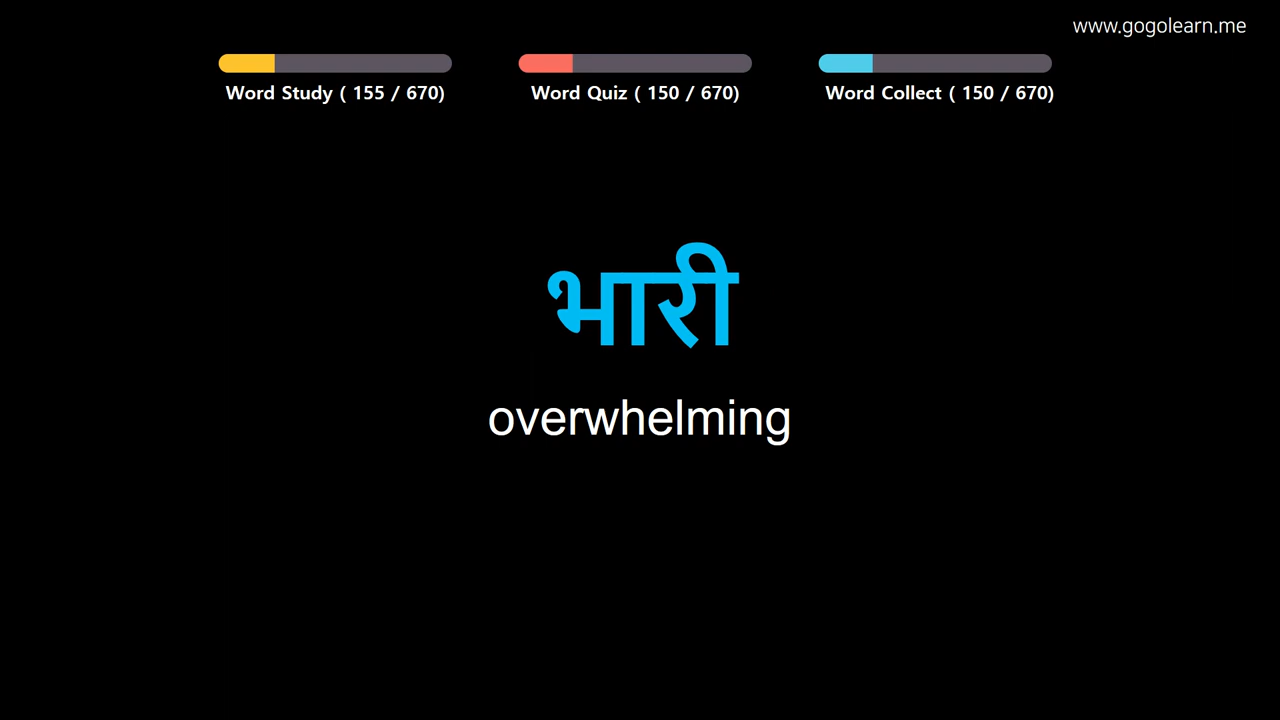 www.gogolearn.me
Word Study ( 155 / 670)
Word Quiz ( 150 / 670)
Word Collect ( 150 / 670)
भारी
overwhelming